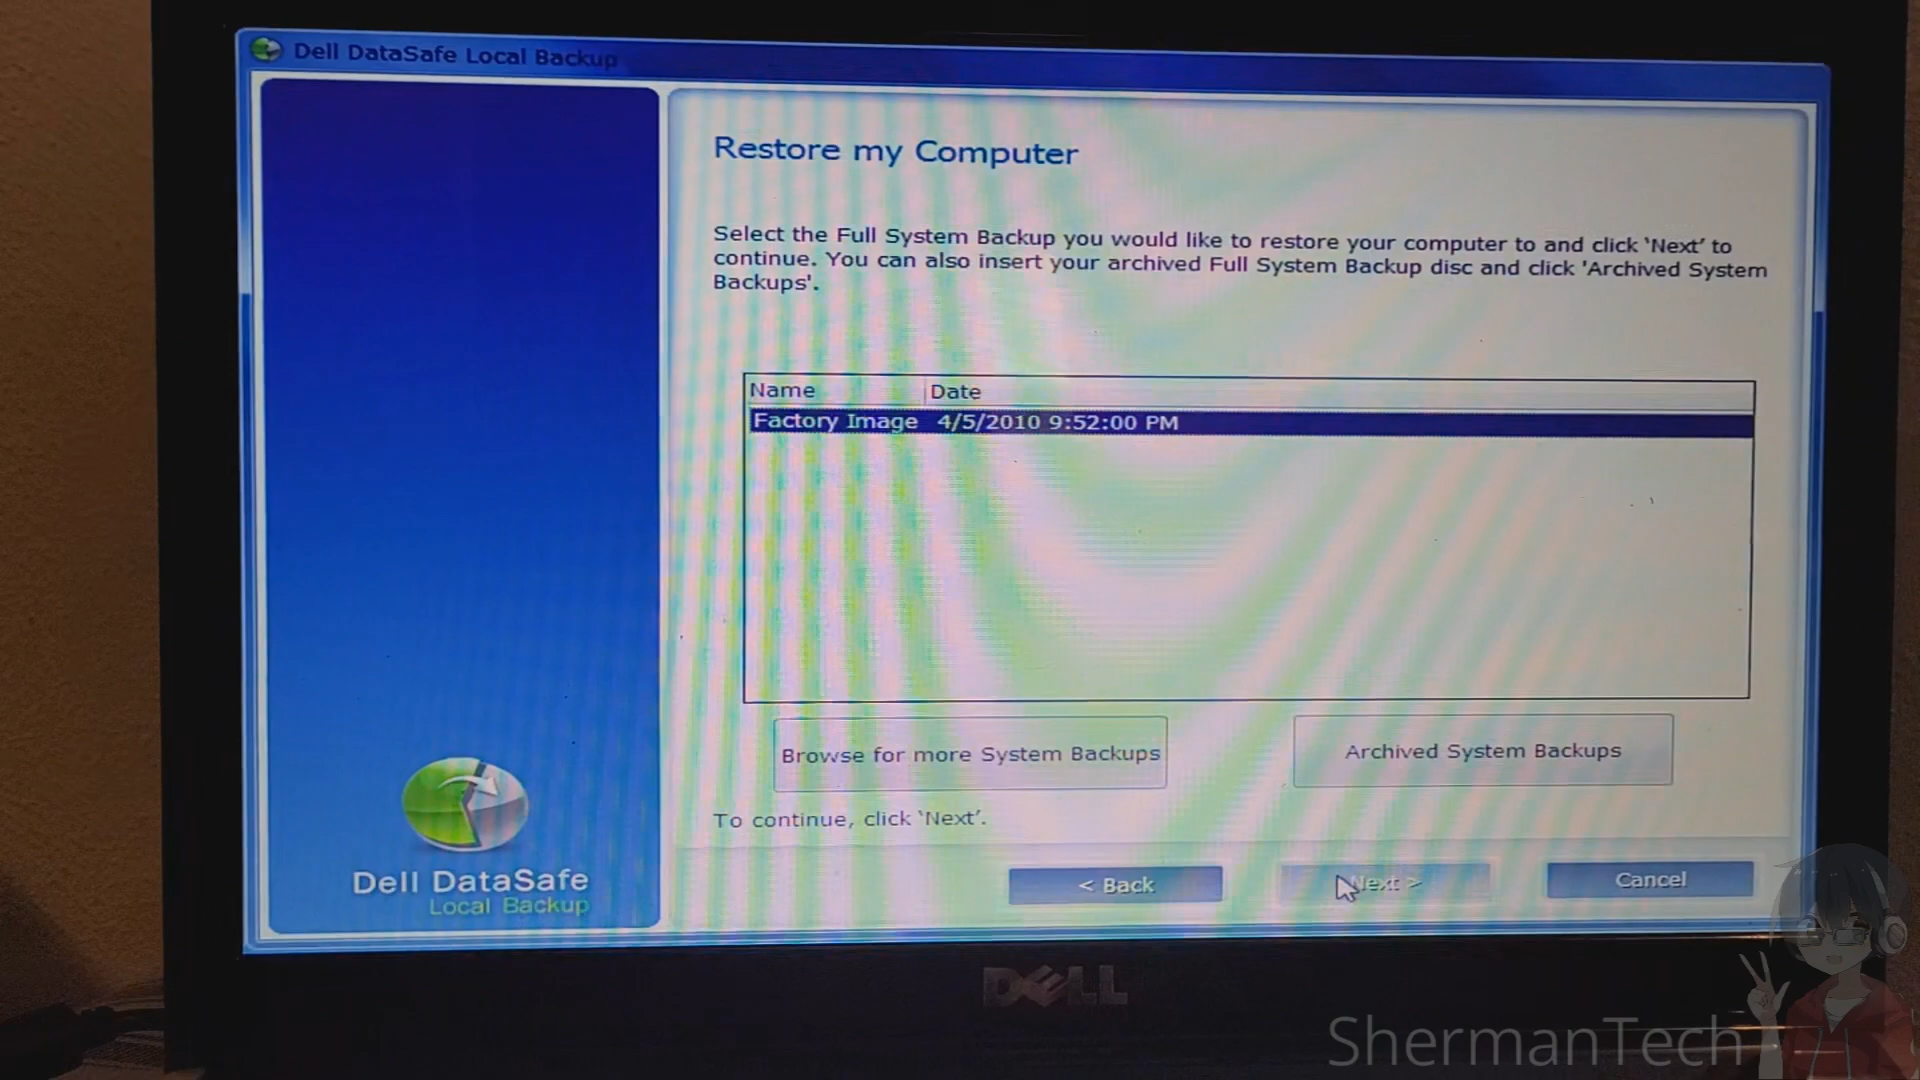 Dell DataSafe Local Backup
Restore my Computer
Select the Full System Backup you would like to restore your computer to and click 'Next' to
continue. You can also insert your archived Full System Backup disc and click 'Archived System
Backups'.
Name Date
Factory Image 4/5/2010 9:52:00 PM
Browse for more System Backups
Archived System Backups
To continue, click 'Next'.
< Back
Next >
Cancel
Dell DataSafe
Local Backup
DELL
ShermanTech